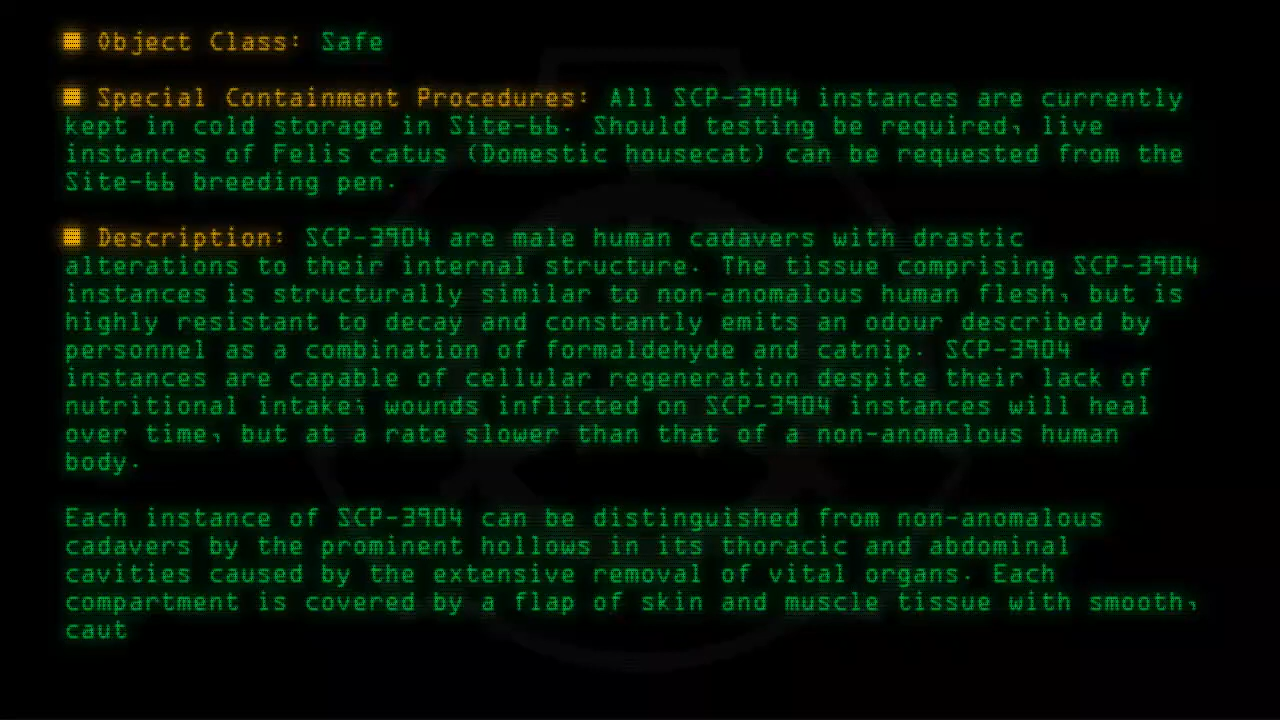 ■ Object Class: Safe
■ Special Containment Procedures: All SCP-3904 instances are currently
kept in cold storage in Site-66. Should testing be required, live
instances of Felis catus (Domestic housecat) can be requested from the
Site-66 breeding pen.
■ Description: SCP-3904 are male human cadavers with drastic
alterations to their internal structure. The tissue comprising SCP-3904
instances is structurally similar to non-anomalous human flesh, but is
highly resistant to decay and constantly emits an odour described by
personnel as a combination of formaldehyde and catnip. SCP-3904
instances are capable of cellular regeneration despite their lack of
nutritional intake; wounds inflicted on SCP-3904 instances will heal
over time, but at a rate slower than that of a non-anomalous human
body.
Each instance of SCP-3904 can be distinguished from non-anomalous
cadavers by the prominent hollows in its thoracic and abdominal
cavities caused by the extensive removal of vital organs. Each
compartment is covered by a flap of skin and muscle tissue with smooth,
caut